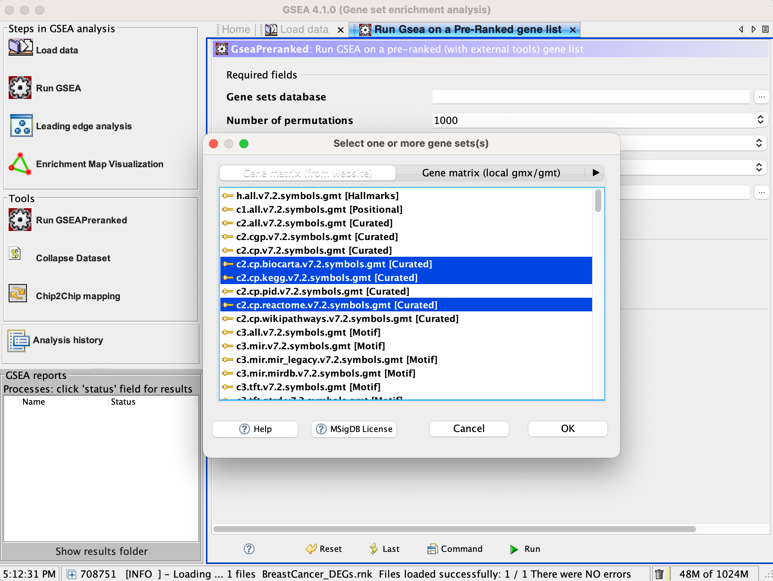 GSEA 4.1.0 (Gene set enrichment analysis)
Steps in GSEA analysis
Home
Load data
Run Gsea on a Pre-Ranked gene list
Load data
Run GSEA
Leading edge analysis
Enrichment Map Visualization
Tools
Run GSEAPreranked
Collapse Dataset
Chip2Chip mapping
Analysis history
GSEA reports
Processes: click 'status' field for results
Name Status
Show results folder
GseaPreranked: Run GSEA on a pre-ranked (with external tools) gene list
Required fields
Gene sets database
...
Number of permutations 1000
...
Select one or more gene sets(s)
Gene matrix (from website) Gene matrix (local gmx/gmt)
h.all.v7.2.symbols.gmt [Hallmarks]
c1.all.v7.2.symbols.gmt [Positional]
c2.all.v7.2.symbols.gmt [Curated]
c2.cgp.v7.2.symbols.gmt [Curated]
c2.cp.v7.2.symbols.gmt [Curated]
c2.cp.biocarta.v7.2.symbols.gmt [Curated]
c2.cp.kegg.v7.2.symbols.gmt [Curated]
c2.cp.pid.v7.2.symbols.gmt [Curated]
c2.cp.reactome.v7.2.symbols.gmt [Curated]
c2.cp.wikipathways.v7.2.symbols.gmt [Curated]
c3.all.v7.2.symbols.gmt [Motif]
c3.mir.v7.2.symbols.gmt [Motif]
c3.mir.mir_legacy.v7.2.symbols.gmt [Motif]
c3.mir.mirdb.v7.2.symbols.gmt [Motif]
c3.tft.v7.2.symbols.gmt [Motif]
? Help
? MSigDB License
Cancel
OK
?
Reset
Last
Command
Run
5:12:31 PM
708751 [INFO ] - Loading ... 1 files BreastCancer_DEGs.rnk Files loaded successfully: 1 / 1 There were NO errors
48M of 1024M